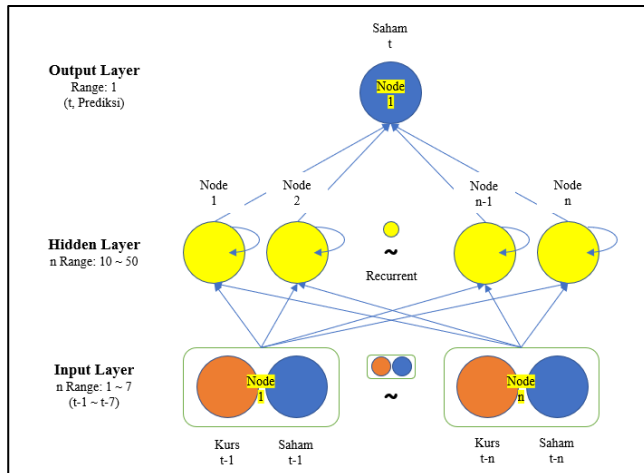 Saham
t
Output Layer
Range: 1
(t, Prediksi)
Node
1
Node
1
Node
2
Node
n-1
Node
n
Hidden Layer
n Range: 10 ~ 50
~
Recurrent
Input Layer
n Range: 1 ~ 7
(t-1 ~ t-7)
Node
1
~
Node
n
Kurs
t-1
Saham
t-1
Kurs
t-n
Saham
t-n